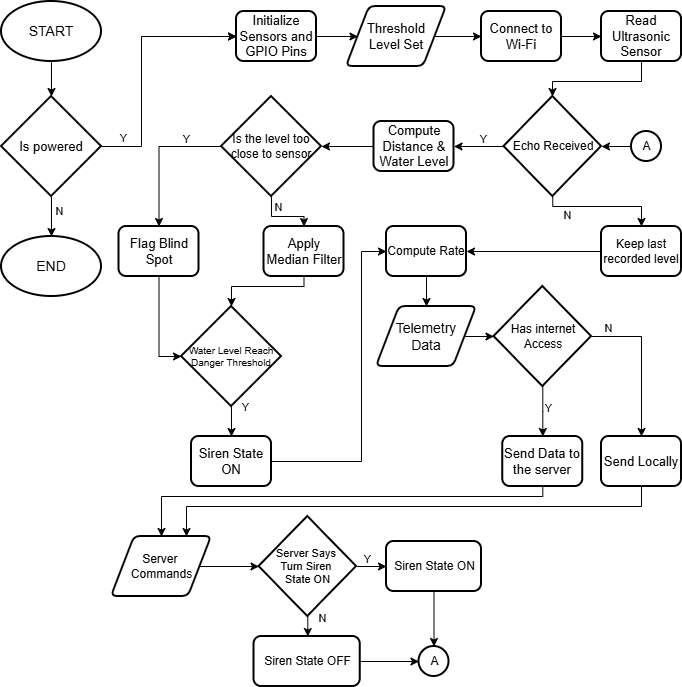 START
Initialize
Sensors and
GPIO Pins
Threshold
Level Set
Connect to
Wi-Fi
Read
Ultrasonic
Sensor
Is powered
Y
N
END
Echo Received
A
Y
N
Compute
Distance &
Water Level
Is the level too
close to sensor
Y
N
Flag Blind
Spot
Apply
Median Filter
Compute Rate
Keep last
recorded level
Water Level Reach
Danger Threshold
Y
Siren State
ON
Telemetry
Data
Has internet
Access
N
Y
Send Data to
the server
Send Locally
Server
Commands
Server Says
Turn Siren
State ON
Y
N
Siren State ON
Siren State OFF
A